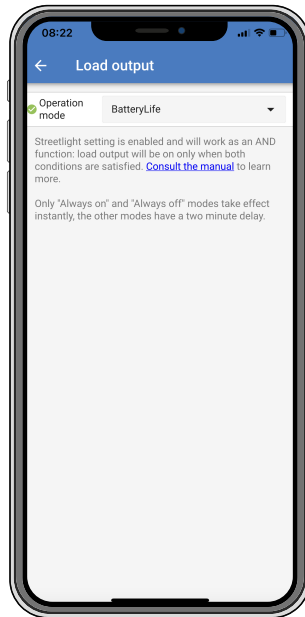 08:22
Load output
Operation
mode
BatteryLife
Streetlight setting is enabled and will work as an AND
function: load output will be on only when both
conditions are satisfied. Consult the manual to learn
more.
Only "Always on" and "Always off" modes take effect
instantly, the other modes have a two minute delay.